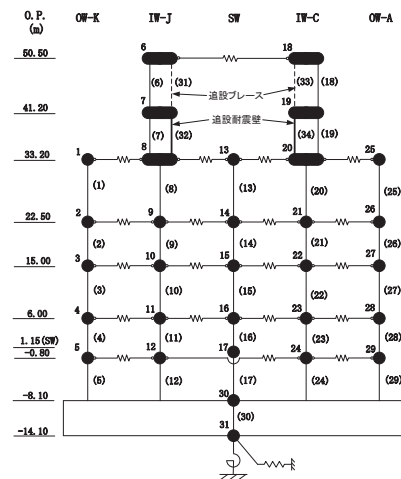 O.P. OW-K IW-J SW IW-C OW-A
(m)
50.50 6 18
(6) (31) (33) (18)
追設ブレース
41.20 7 19
追設耐震壁
(7) (32) (34) (19)
33.20 1 8 13 20 25
(1) (8) (13) (20) (25)
22.50 2 9 14 21 26
(2) (9) (14) (21) (26)
15.00 3 10 15 22 27
(3) (10) (15) (22) (27)
6.00 4 11 16 23 28
1.15(SW) (4) (11) (16) (23) (28)
-0.80 5 12 17 24 29
(5) (12) (17) (24) (29)
-8.10 30
(30)
-14.10 31